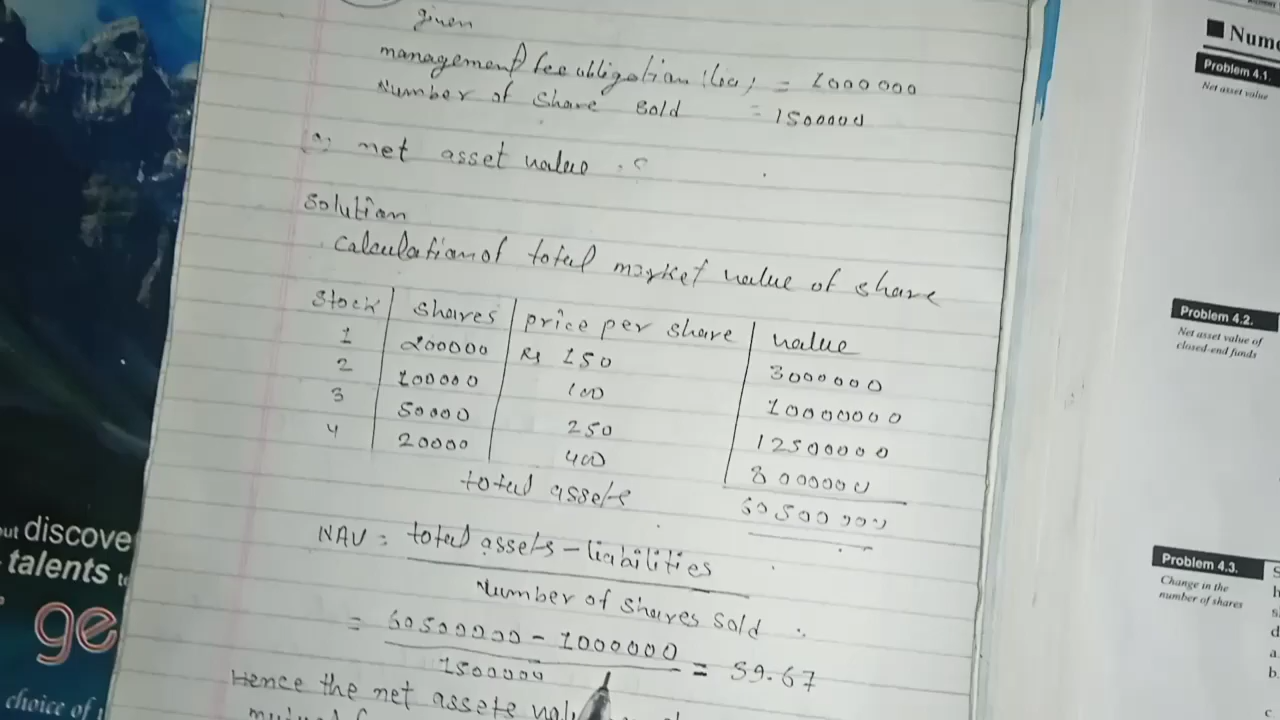 given
management fee obligation (lia) = 1000000
Number of share sold = 1500000
net asset value
Solution
Calculation of total market value of share
Stock shares price per share value
1 200000 Rs 150 3000000
2 100000 100 10000000
3 50000 250 12500000
4 20000 400 8000000
total assets 60500000
NAV = total assets - liabilities
Number of shares sold
= 60500000 - 1000000 = 59.67
1500000
Hence the net assets
discove
talents
ge
choice of
Nume
Problem 4.1.
Net asset value
Problem 4.2.
Net asset value of
closed-end funds
Problem 4.3.
Change in the
number of shares
a.
b.
c